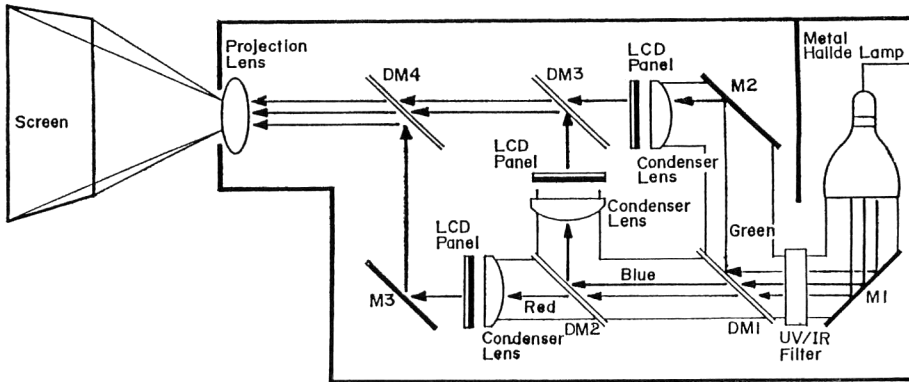 Projection
Lens
DM4
DM3
LCD
Panel
M2
Metal
Halide Lamp
Screen
LCD
Panel
Condenser
Lens
Condenser
Lens
LCD
Panel
Green
Blue
M3
Red
M1
DM2
DM1
Condenser
Lens
UV/IR
Filter